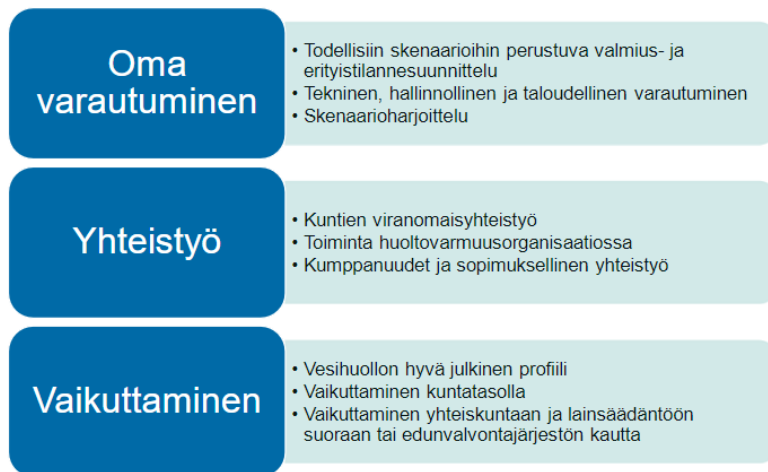 Oma
varautuminen
• Todellisiin skenaarioihin perustuva valmius- ja
erityistilannesuunnittelu
• Tekninen, hallinnollinen ja taloudellinen varautuminen
• Skenaarioharjoittelu
Yhteistyö
• Kuntien viranomaisyhteistyö
• Toiminta huoltovarmuusorganisaatiossa
• Kumppanuudet ja sopimuksellinen yhteistyö
Vaikuttaminen
• Vesihuollon hyvä julkinen profiili
• Vaikuttaminen kuntatasolla
• Vaikuttaminen yhteiskuntaan ja lainsäädäntöön
suoraan tai edunvalvontajärjestön kautta